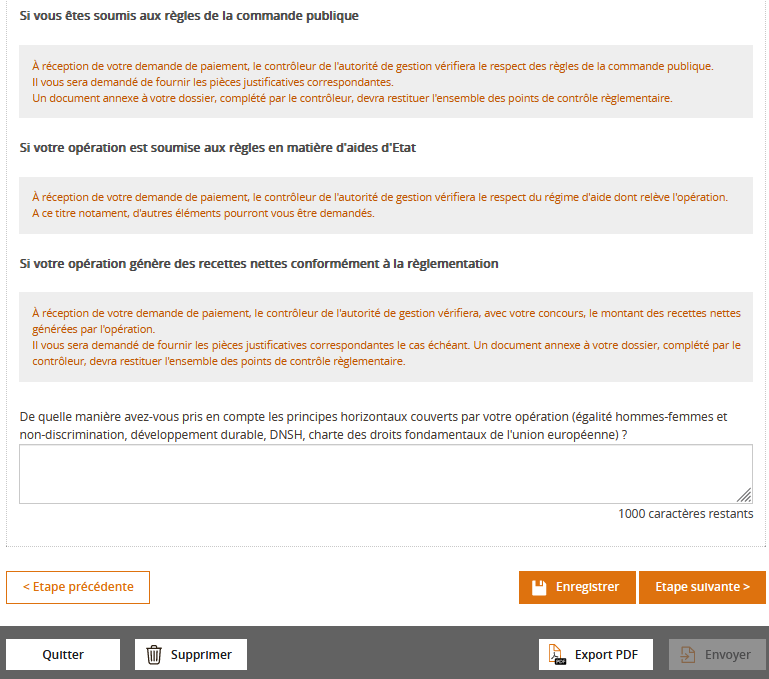 Si vous êtes soumis aux règles de la commande publique
À réception de votre demande de paiement, le contrôleur de l'autorité de gestion vérifiera le respect des règles de la commande publique.
Il vous sera demandé de fournir les pièces justificatives correspondantes.
Un document annexe à votre dossier, complété par le contrôleur, devra restituer l'ensemble des points de contrôle règlementaire.
Si votre opération est soumise aux règles en matière d'aides d'Etat
À réception de votre demande de paiement, le contrôleur de l'autorité de gestion vérifiera le respect du régime d'aide dont relève l'opération.
A ce titre notament, d'autres éléments pourront vous être demandés.
Si votre opération génère des recettes nettes conformément à la règlementation
À réception de votre demande de paiement, le contrôleur de l'autorité de gestion vérifiera, avec votre concours, le montant des recettes nettes
générées par l'opération.
Il vous sera demandé de fournir les pièces justificatives correspondantes le cas échéant. Un document annexe à votre dossier, complété par le
contrôleur, devra restituer l'ensemble des points de contrôle règlementaire.
De quelle manière avez-vous pris en compte les principes horizontaux couverts par votre opération (égalité hommes-femmes et
non-discrimination, développement durable, DNSH, charte des droits fondamentaux de l'union européenne) ?
1000 caractères restants
< Etape précédente
Enregistrer
Etape suivante >
Quitter
Supprimer
Export PDF
Envoyer